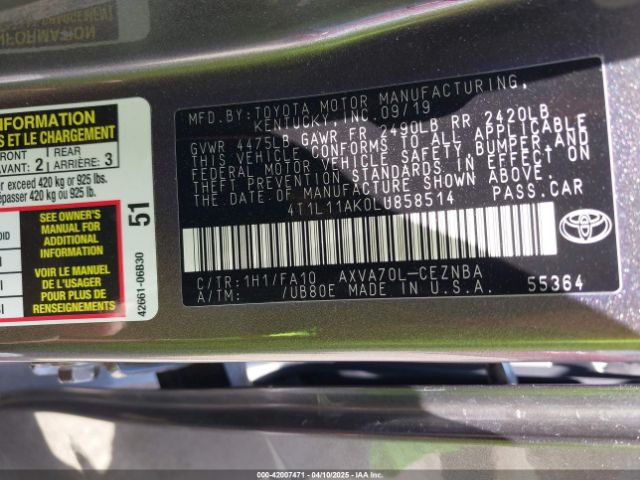 INFORMATION
ET LE CHARGEMENT
FRONT REAR
AVANT: 2 ARRIÈRE: 3
exceed 420 kg or 925 lbs.
420 kg ou 925 lb.
SEE OWNER'S
MANUAL FOR
ADDITIONAL
INFORMATION
VOIR LE MANUEL
DE L'USAGER
POUR PLUS DE
RENSEIGNEMENTS
51
42661-06B30
MFD.BY:TOYOTA MOTOR MANUFACTURING,
KENTUCKY,INC 09/19
GVWR 4475LB GAWR FR 2490LB RR 2420LB
THIS VEHICLE CONFORMS TO ALL APPLICABLE
FEDERAL MOTOR VEHICLE SAFETY,BUMPER,AND
THEFT PREVENTION STANDARDS IN EFFECT ON
THE DATE OF MANUFACTURE SHOWN ABOVE.
4T1L11AK0LU858514 PASS.CAR
C/TR:1H1/FA10 AXVA70L-CEZNBA
A/TM: /UB80E MADE IN U.S.A. 55364
000-42007471 - 04/10/2025 - IAAI.COM